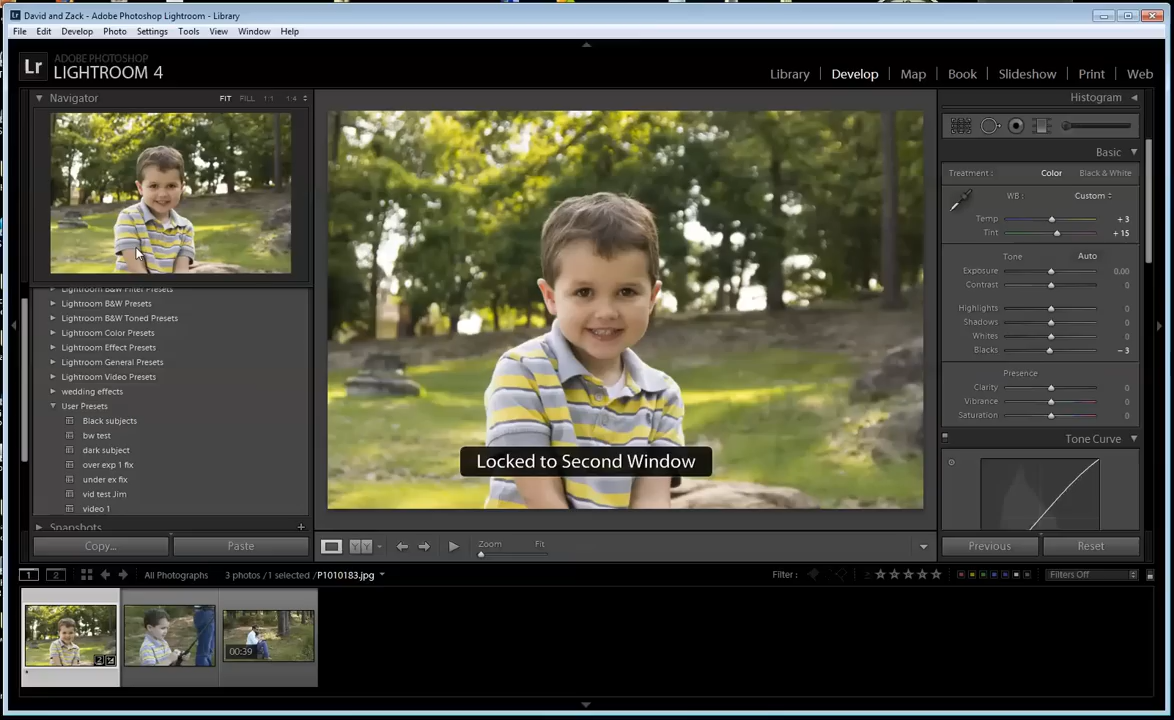 David and Zack - Adobe Photoshop Lightroom - Library
File Edit Develop Photo Settings Tools View Window Help
Lr ADOBE PHOTOSHOP
LIGHTROOM 4
Library Develop Map Book Slideshow Print Web
Navigator FIT FILL 1:1 1:4
Histogram
Basic
Treatment : Color Black & White
WB : Custom
Temp + 3
Tint + 15
Tone Auto
Exposure 0.00
Contrast 0
Highlights 0
Shadows 0
Whites 0
Blacks – 3
Presence
Clarity 0
Vibrance 0
Saturation 0
Tone Curve
Lightroom B&W Filter Presets
Lightroom B&W Presets
Lightroom B&W Toned Presets
Lightroom Color Presets
Lightroom Effect Presets
Lightroom General Presets
Lightroom Video Presets
wedding effects
User Presets
Black subjects
bw test
dark subject
over exp 1 fix
under ex fix
vid test Jim
video 1
Snapshots +
Locked to Second Window
Copy... Paste
YY Zoom Fit
Previous Reset
1 2 All Photographs 3 photos / 1 selected / P1010183.jpg
Filter : Filters Off
00:39